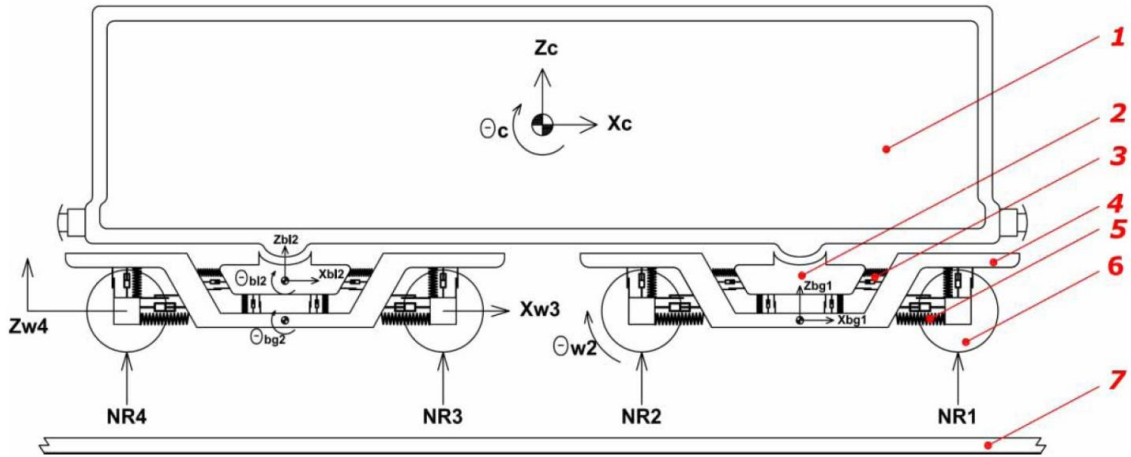 1
Zc
Θc
Xc
2
3
4
5
6
Zbl2
Θbl2
Xbl2
Zbg1
Xbg1
Zw4
Θbg2
Xw3
Θw2
NR4
NR3
NR2
NR1
7